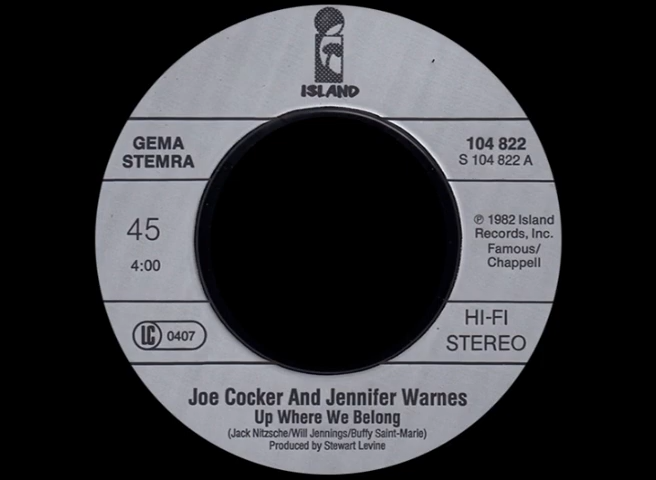 ISLAND
GEMA
STEMRA
104 822
S 104 822 A
45
4:00
℗ 1982 Island
Records, Inc.
Famous/
Chappell
LC 0407
HI-FI
STEREO
Joe Cocker And Jennifer Warnes
Up Where We Belong
(Jack Nitzsche/Will Jennings/Buffy Saint-Marie)
Produced by Stewart Levine